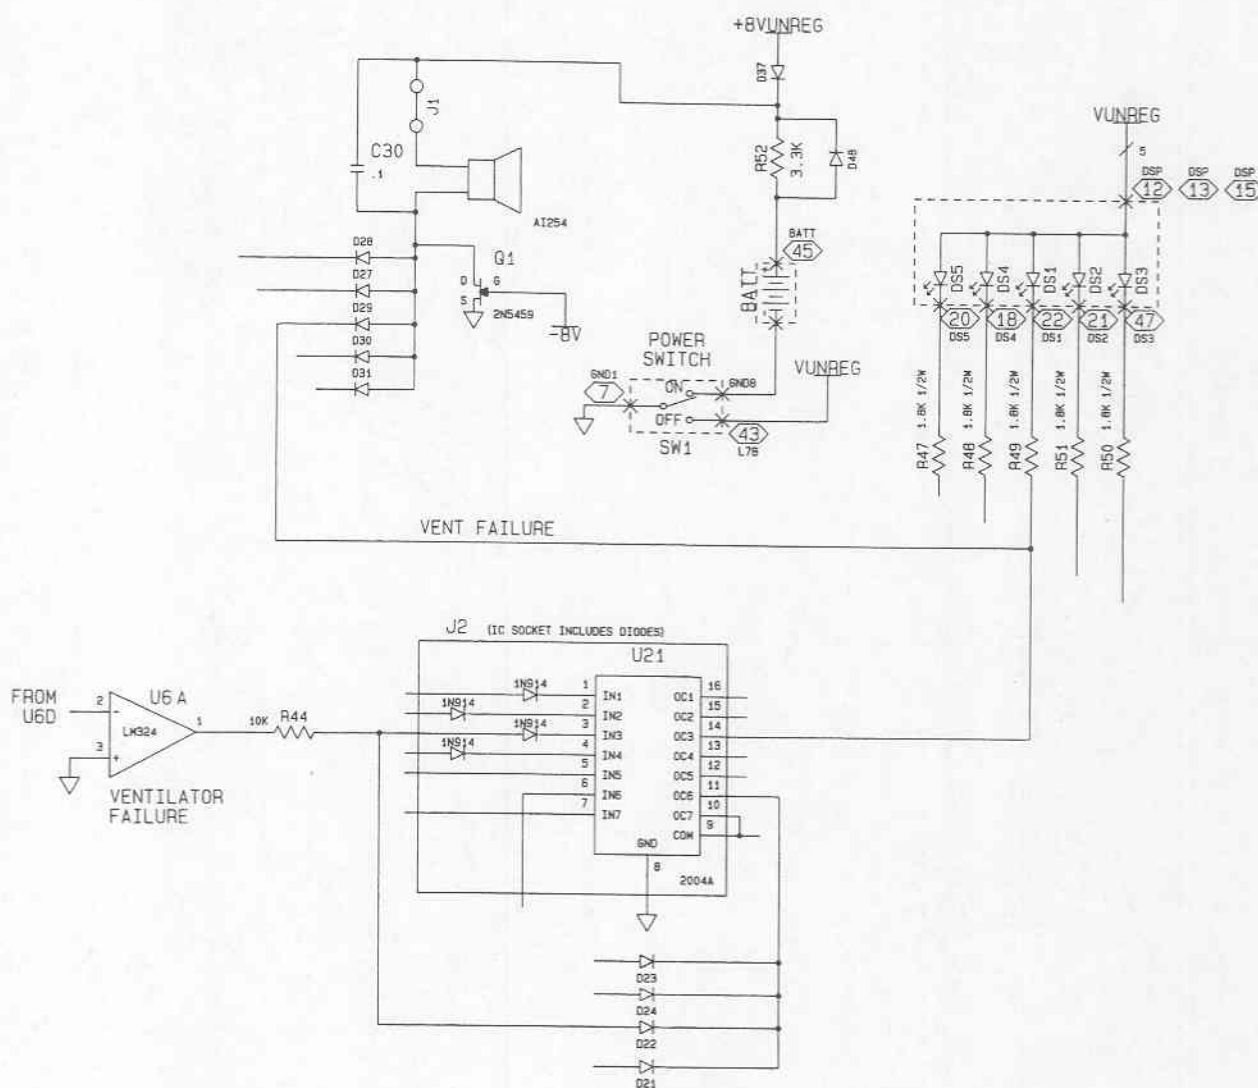 +8VUNREG
D37
J1
C30
.1
R52
3.3K
D48
VUNREG
5
DSP
DSP
DSP
12
13
15
AI254
BATT
45
D28
D27
D29
D30
D31
Q1
D
G
S
2N5459
-8V
BATT
DS5
DS4
DS1
DS2
DS3
20
18
22
21
47
DS5
DS4
DS1
DS2
DS3
POWER
SWITCH
VUNREG
GND1
7
ON
GND8
OFF
43
L78
SW1
R47 1.8K 1/2W
R48 1.8K 1/2W
R49 1.8K 1/2W
R51 1.8K 1/2W
R50 1.8K 1/2W
VENT FAILURE
J2 (IC SOCKET INCLUDES DIODES)
U21
FROM
U6D
2
-
3
+
U6A
LM324
1
10K R44
VENTILATOR
FAILURE
1N914
1N914
1N914
1N914
1 IN1 OC1 16
2 IN2 OC2 15
3 IN3 OC3 14
4 IN4 OC4 13
5 IN5 OC5 12
6 IN6 OC6 11
7 IN7 OC7 10
COM 9
GND
8
2004A
D23
D24
D22
D21